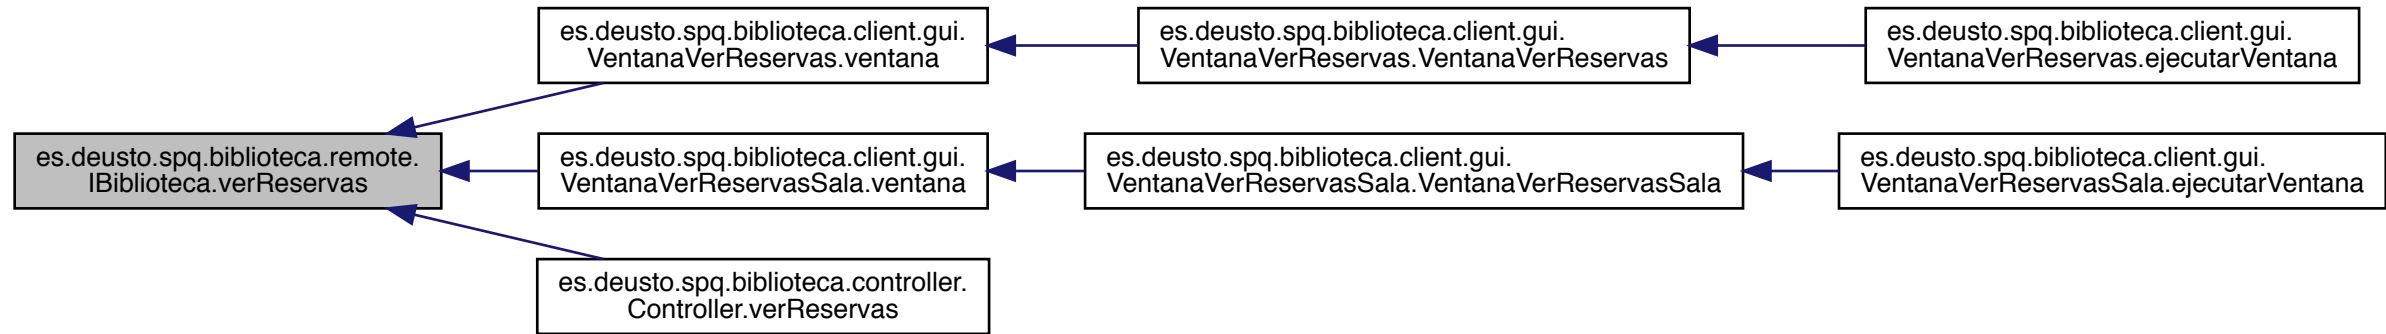 es.deusto.spq.biblioteca.remote.
IBiblioteca.verReservas
es.deusto.spq.biblioteca.client.gui.
VentanaVerReservas.ventana
es.deusto.spq.biblioteca.client.gui.
VentanaVerReservas.VentanaVerReservas
es.deusto.spq.biblioteca.client.gui.
VentanaVerReservas.ejecutarVentana
es.deusto.spq.biblioteca.client.gui.
VentanaVerReservasSala.ventana
es.deusto.spq.biblioteca.client.gui.
VentanaVerReservasSala.VentanaVerReservasSala
es.deusto.spq.biblioteca.client.gui.
VentanaVerReservasSala.ejecutarVentana
es.deusto.spq.biblioteca.controller.
Controller.verReservas